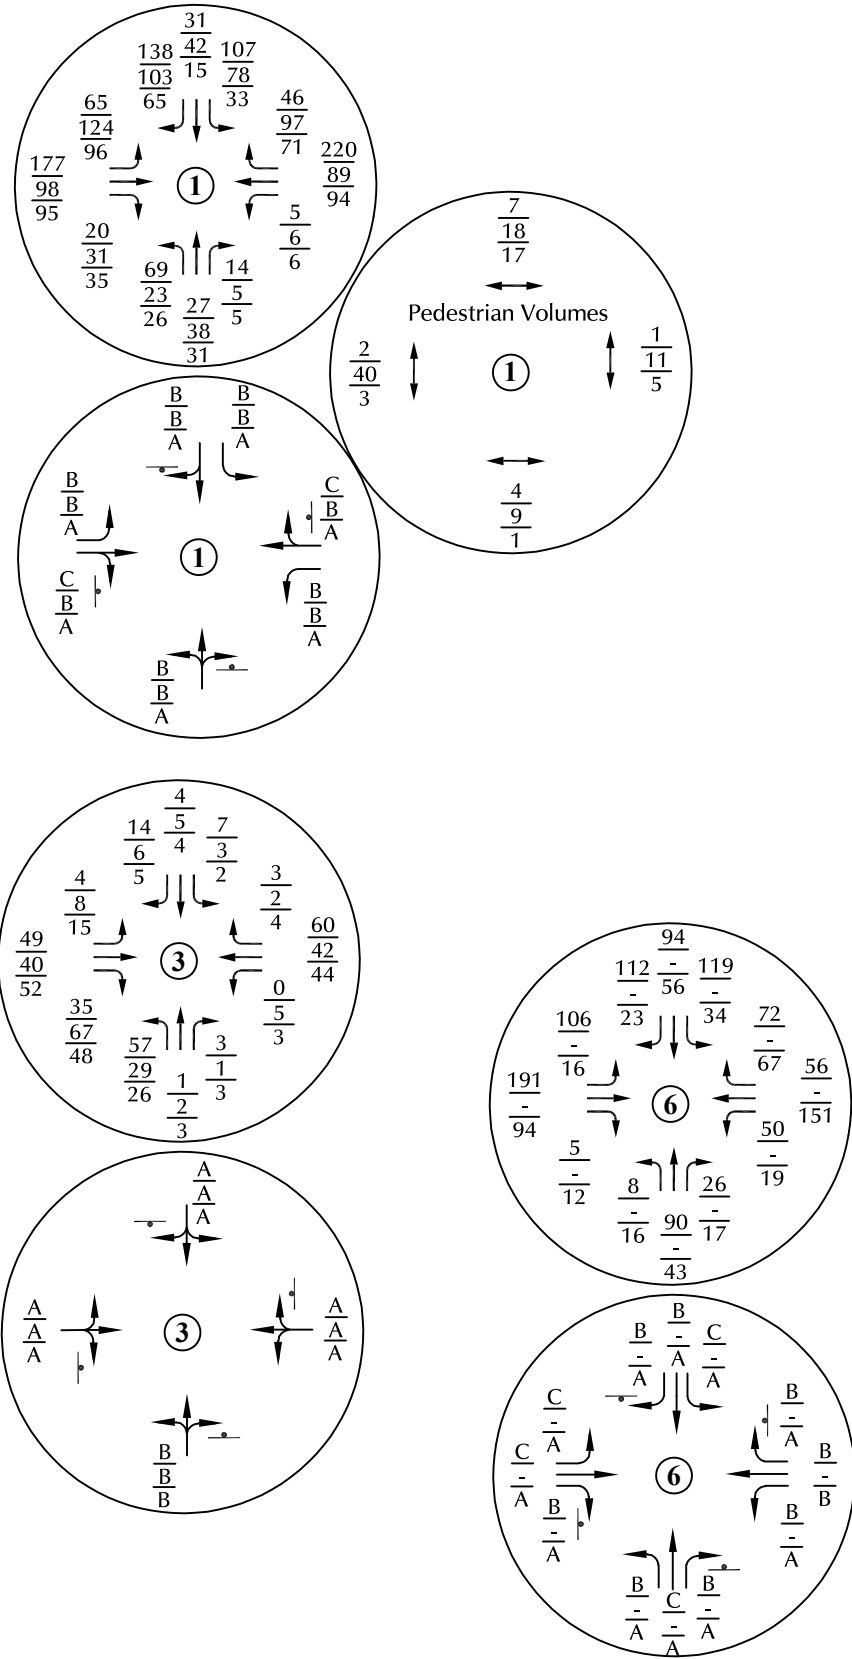 31
42
15
138
103
65
107
78
33
65
124
96
46
97
71
177
98
95
1
220
89
94
20
31
35
5
6
6
69
23
26
27
38
31
14
5
5
7
18
17
Pedestrian Volumes
2
40
3
1
1
11
5
4
9
1
B
B
A
B
B
A
B
B
A
C
B
A
1
C
B
A
B
B
A
B
B
A
4
5
4
14
6
5
7
3
2
4
8
15
3
2
4
49
40
52
3
60
42
44
35
67
48
0
5
3
57
29
26
1
2
3
3
1
3
A
A
A
A
A
A
3
A
A
A
B
B
B
94
-
56
112
-
23
119
-
34
106
-
16
72
-
67
191
-
94
6
56
-
151
5
-
12
50
-
19
8
-
16
90
-
43
26
-
17
B
-
A
B
-
A
C
-
A
C
-
A
B
-
A
C
-
A
6
B
-
B
B
-
A
B
-
A
B
-
A
C
-
A
B
-
A